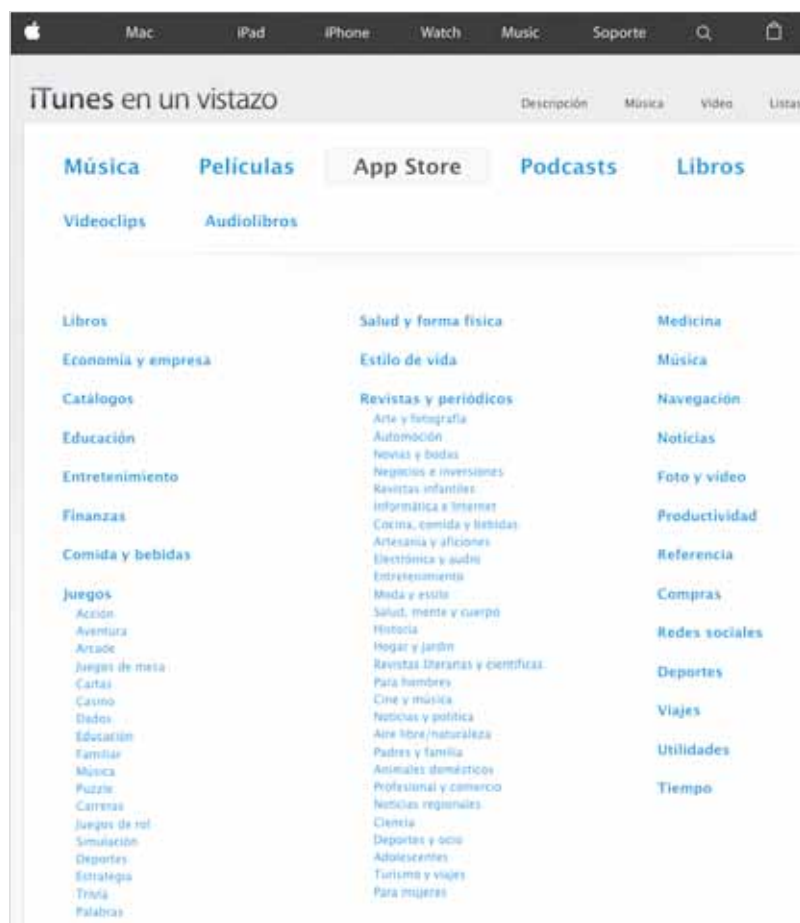 Mac iPad iPhone Watch Music Soporte
iTunes en un vistazo
Descripción Música Vídeo Listas
Música Películas App Store Podcasts Libros
Videoclips Audiolibros
Libros
Economía y empresa
Catálogos
Educación
Entretenimiento
Finanzas
Comida y bebidas
Juegos
Acción
Aventura
Arcade
Juegos de mesa
Cartas
Casino
Dados
Educación
Familiar
Música
Puzzle
Carreras
Juegos de rol
Simulación
Deportes
Estrategia
Trivia
Palabras
Salud y forma física
Estilo de vida
Revistas y periódicos
Arte y fotografía
Automoción
Novias y bodas
Negocios e inversiones
Revistas infantiles
Informática e Internet
Cocina, comida y bebidas
Artesanía y aficiones
Electrónica y audio
Entretenimiento
Moda y estilo
Salud, mente y cuerpo
Historia
Hogar y jardín
Revistas literarias y científicas
Para hombres
Cine y música
Noticias y política
Aire libre/naturaleza
Padres y familia
Animales domésticos
Profesional y comercio
Noticias regionales
Ciencia
Deportes y ocio
Adolescentes
Turismo y viajes
Para mujeres
Medicina
Música
Navegación
Noticias
Foto y vídeo
Productividad
Referencia
Compras
Redes sociales
Deportes
Viajes
Utilidades
Tiempo